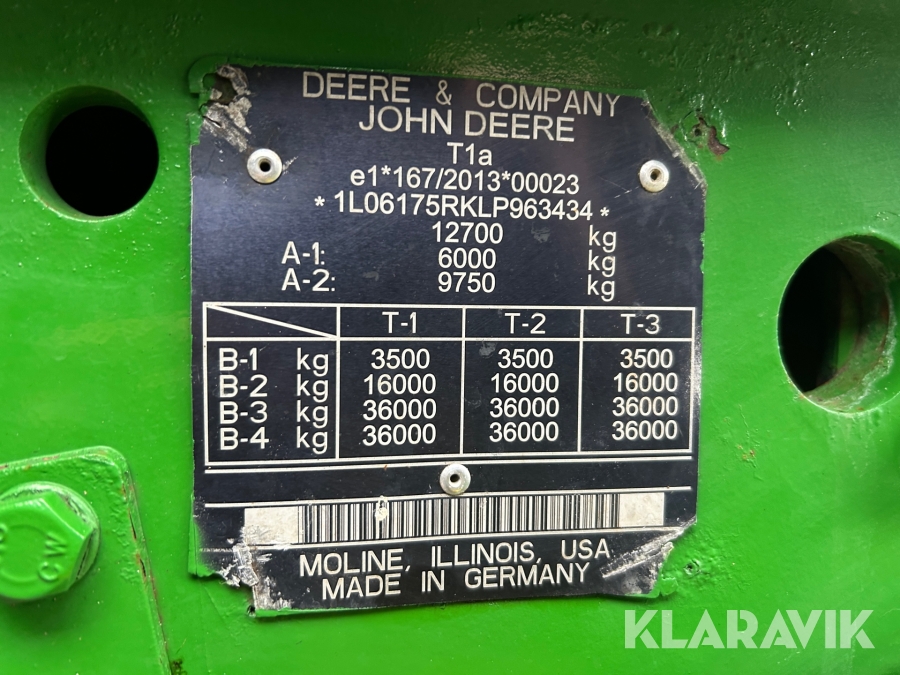 DEERE & COMPANY
JOHN DEERE
T1a
e1*167/2013*00023
* 1L06175RKLP963434 *
12700 kg
A-1: 6000 kg
A-2: 9750 kg
T-1 T-2 T-3
B-1 kg 3500 3500 3500
B-2 kg 16000 16000 16000
B-3 kg 36000 36000 36000
B-4 kg 36000 36000 36000
MOLINE, ILLINOIS, USA
MADE IN GERMANY
CW
KLARAVIK